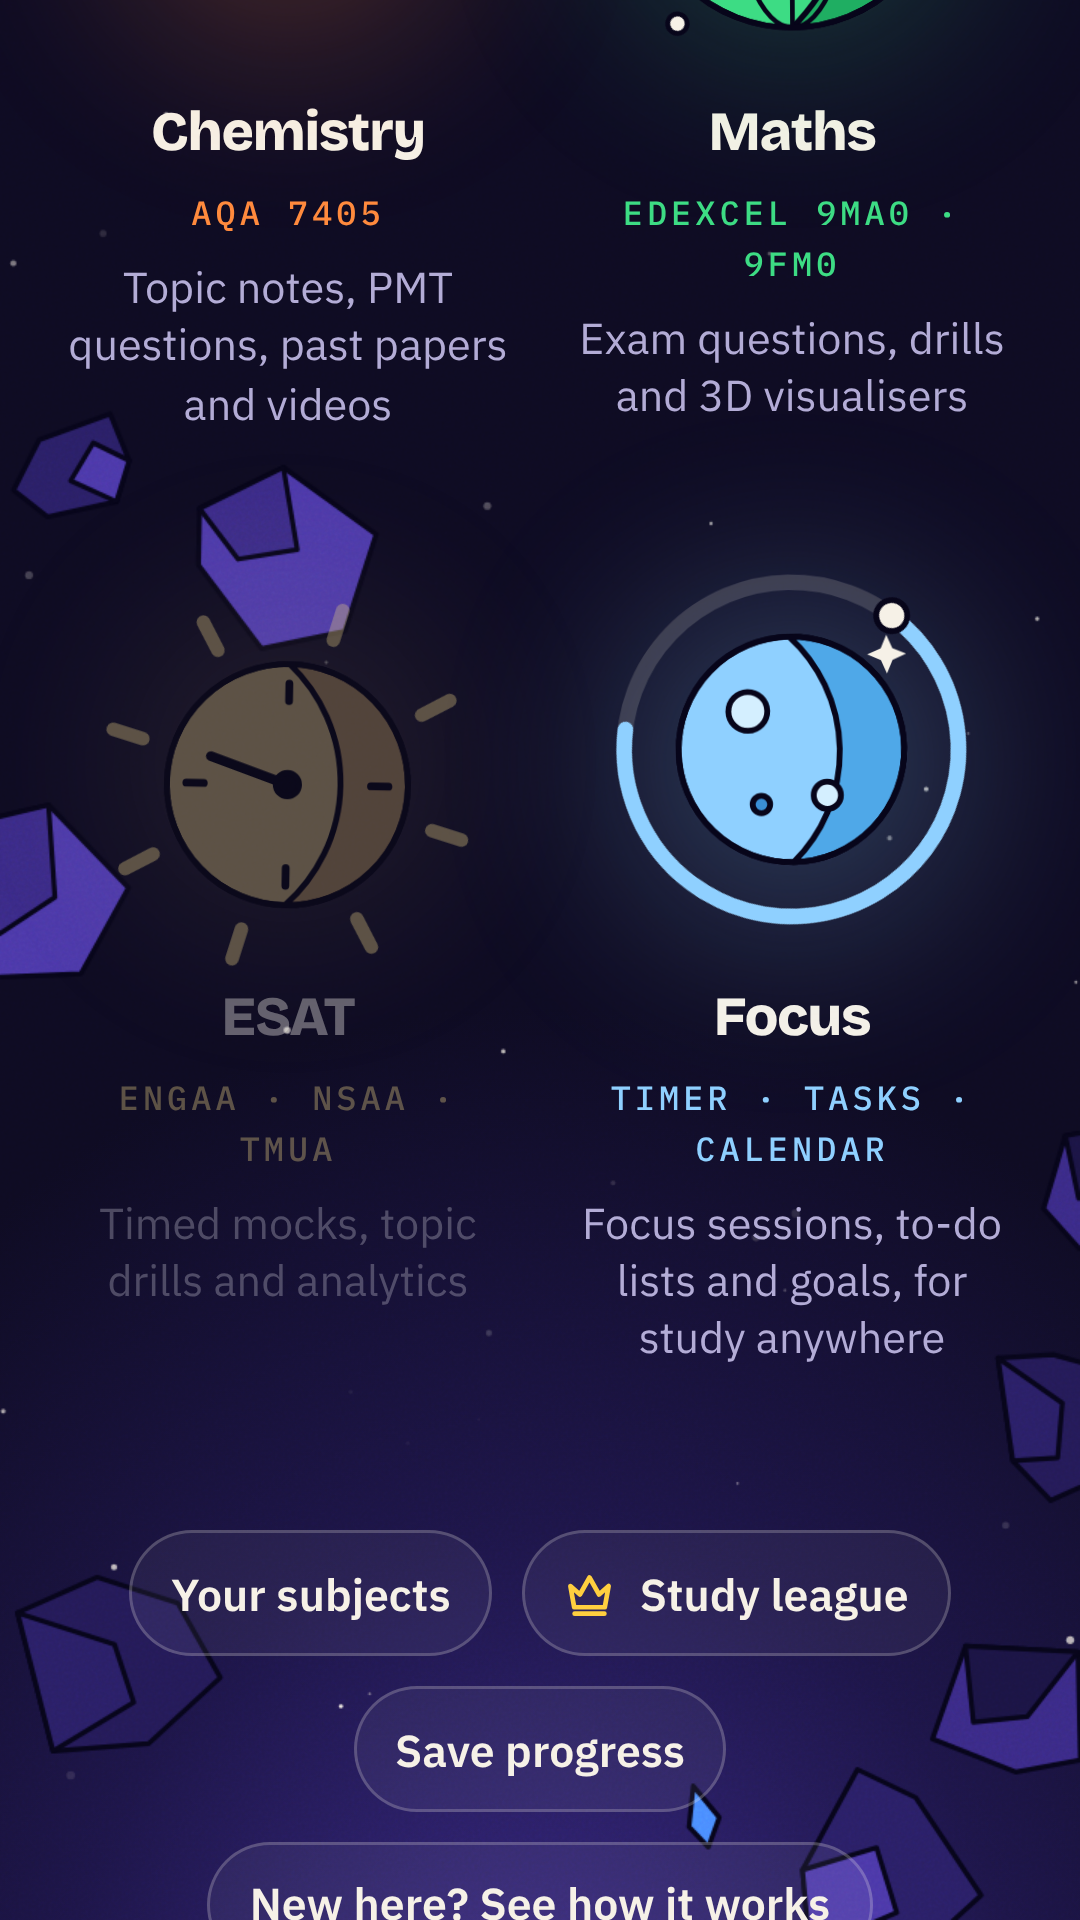 Chemistry
AQA 7405
Topic notes, PMT
questions, past papers
and videos
Maths
EDEXCEL 9MA0 ·
9FM0
Exam questions, drills
and 3D visualisers
ESAT
ENGAA · NSAA ·
TMUA
Timed mocks, topic
drills and analytics
Focus
TIMER · TASKS ·
CALENDAR
Focus sessions, to-do
lists and goals, for
study anywhere
Your subjects
Study league
Save progress
New here? See how it works